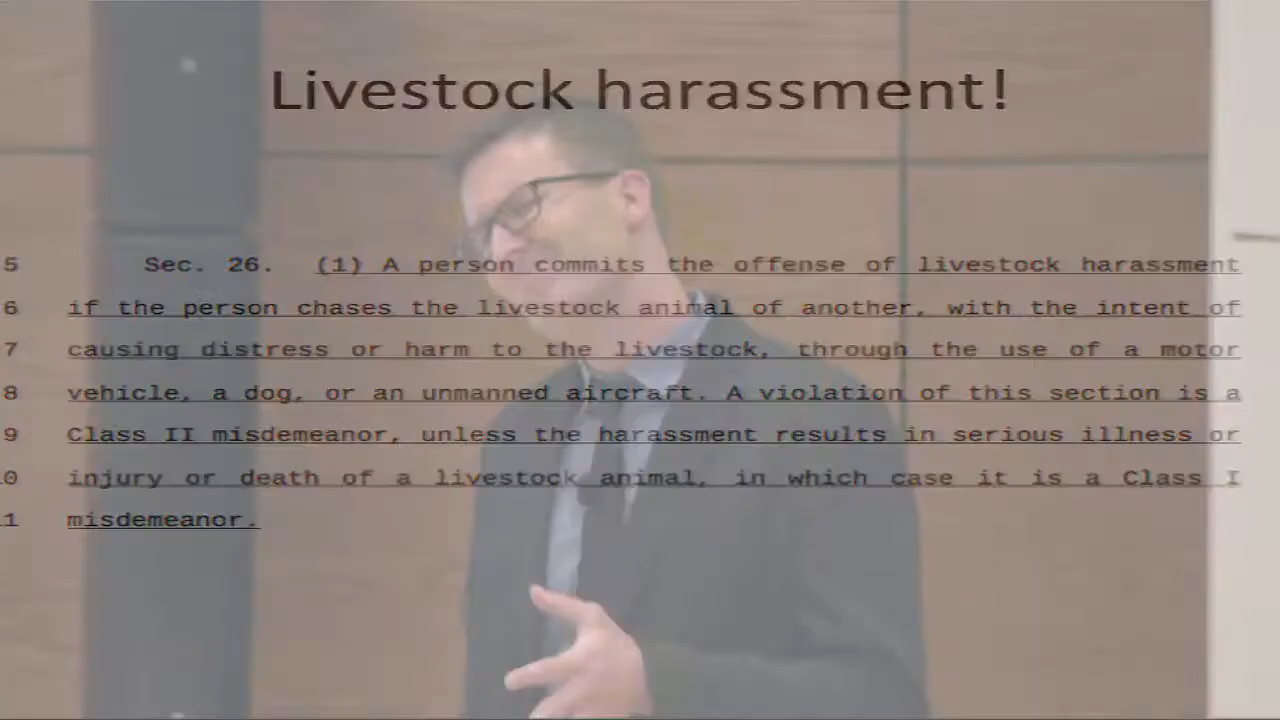 Livestock harassment!
5 Sec. 26. (1) A person commits the offense of livestock harassment
6 if the person chases the livestock animal of another, with the intent of
7 causing distress or harm to the livestock, through the use of a motor
8 vehicle, a dog, or an unmanned aircraft. A violation of this section is a
9 Class II misdemeanor, unless the harassment results in serious illness or
.0 injury or death of a livestock animal, in which case it is a Class I
11 misdemeanor.